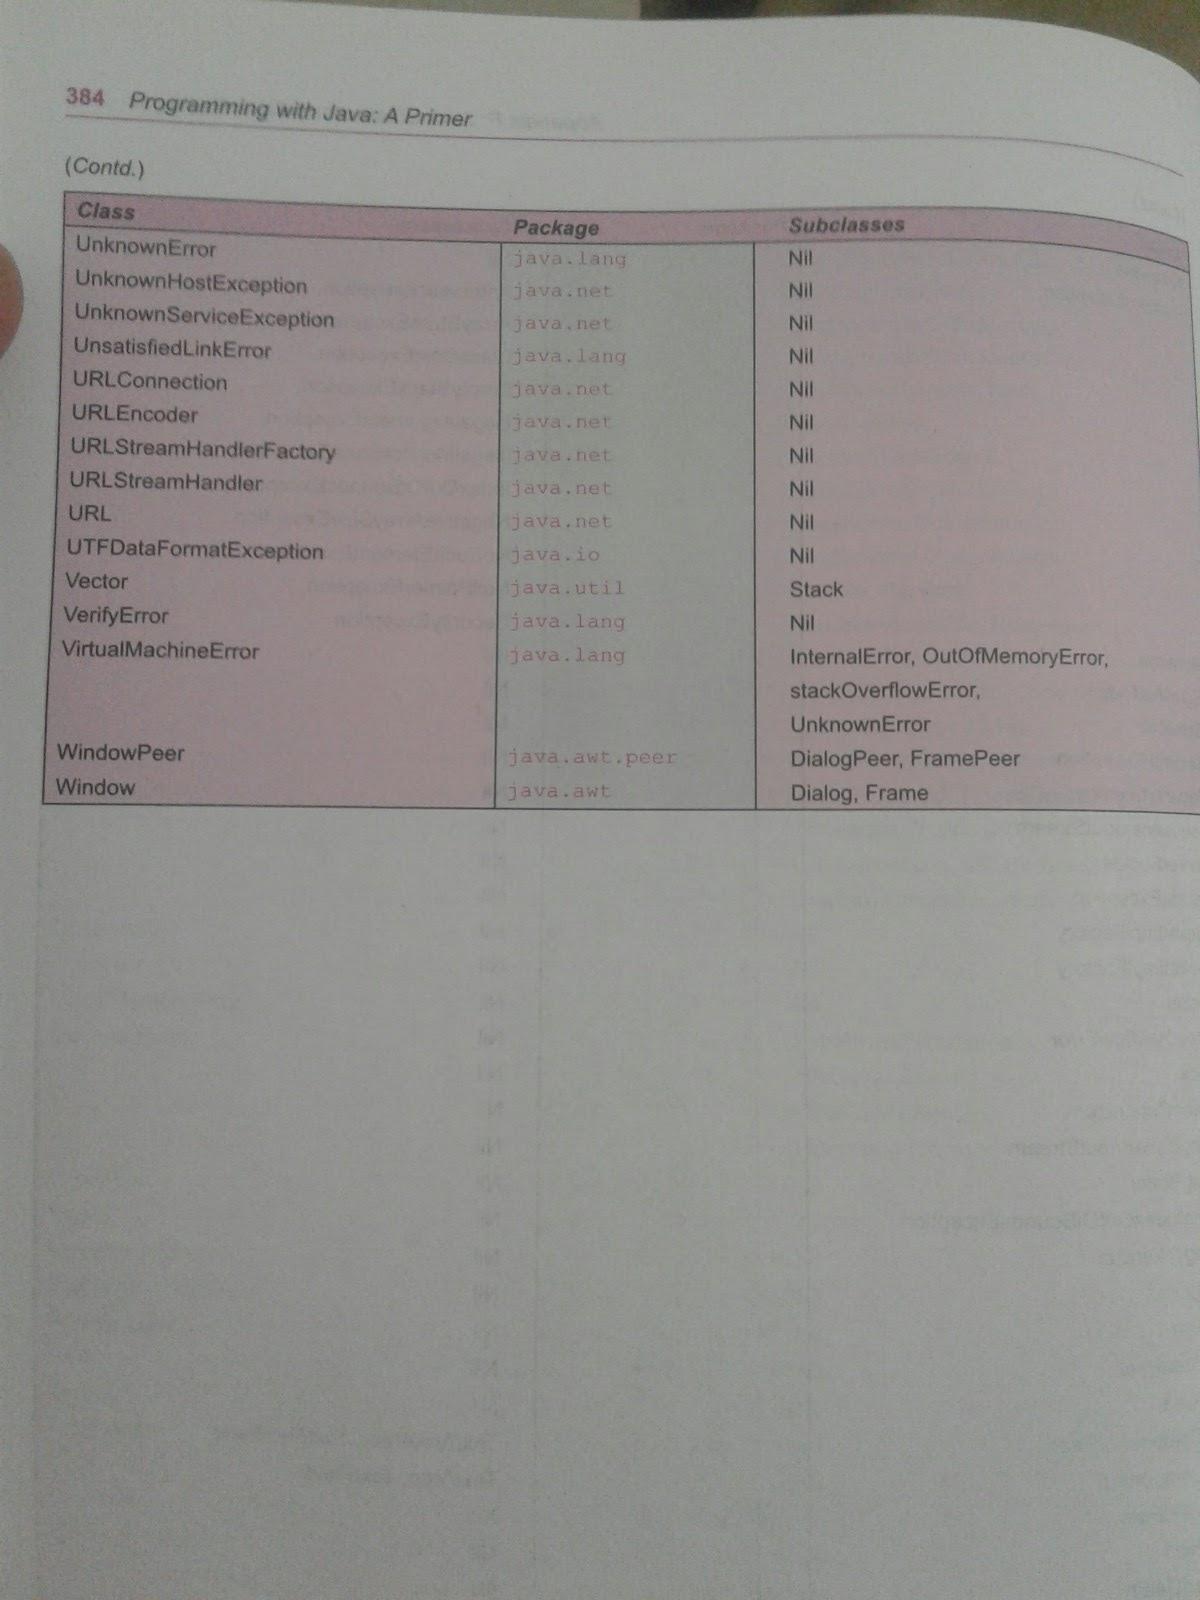 384 Programming with Java: A Primer
(Contd.)
Class Package Subclasses
UnknownError java.lang Nil
UnknownHostException java.net Nil
UnknownServiceException java.net Nil
UnsatisfiedLinkError java.lang Nil
URLConnection java.net Nil
URLEncoder java.net Nil
URLStreamHandlerFactory java.net Nil
URLStreamHandler java.net Nil
URL java.net Nil
UTFDataFormatException java.io Nil
Vector java.util Stack
VerifyError java.lang Nil
VirtualMachineError java.lang InternalError, OutOfMemoryError,
stackOverflowError,
UnknownError
WindowPeer java.awt.peer DialogPeer, FramePeer
Window java.awt Dialog, Frame